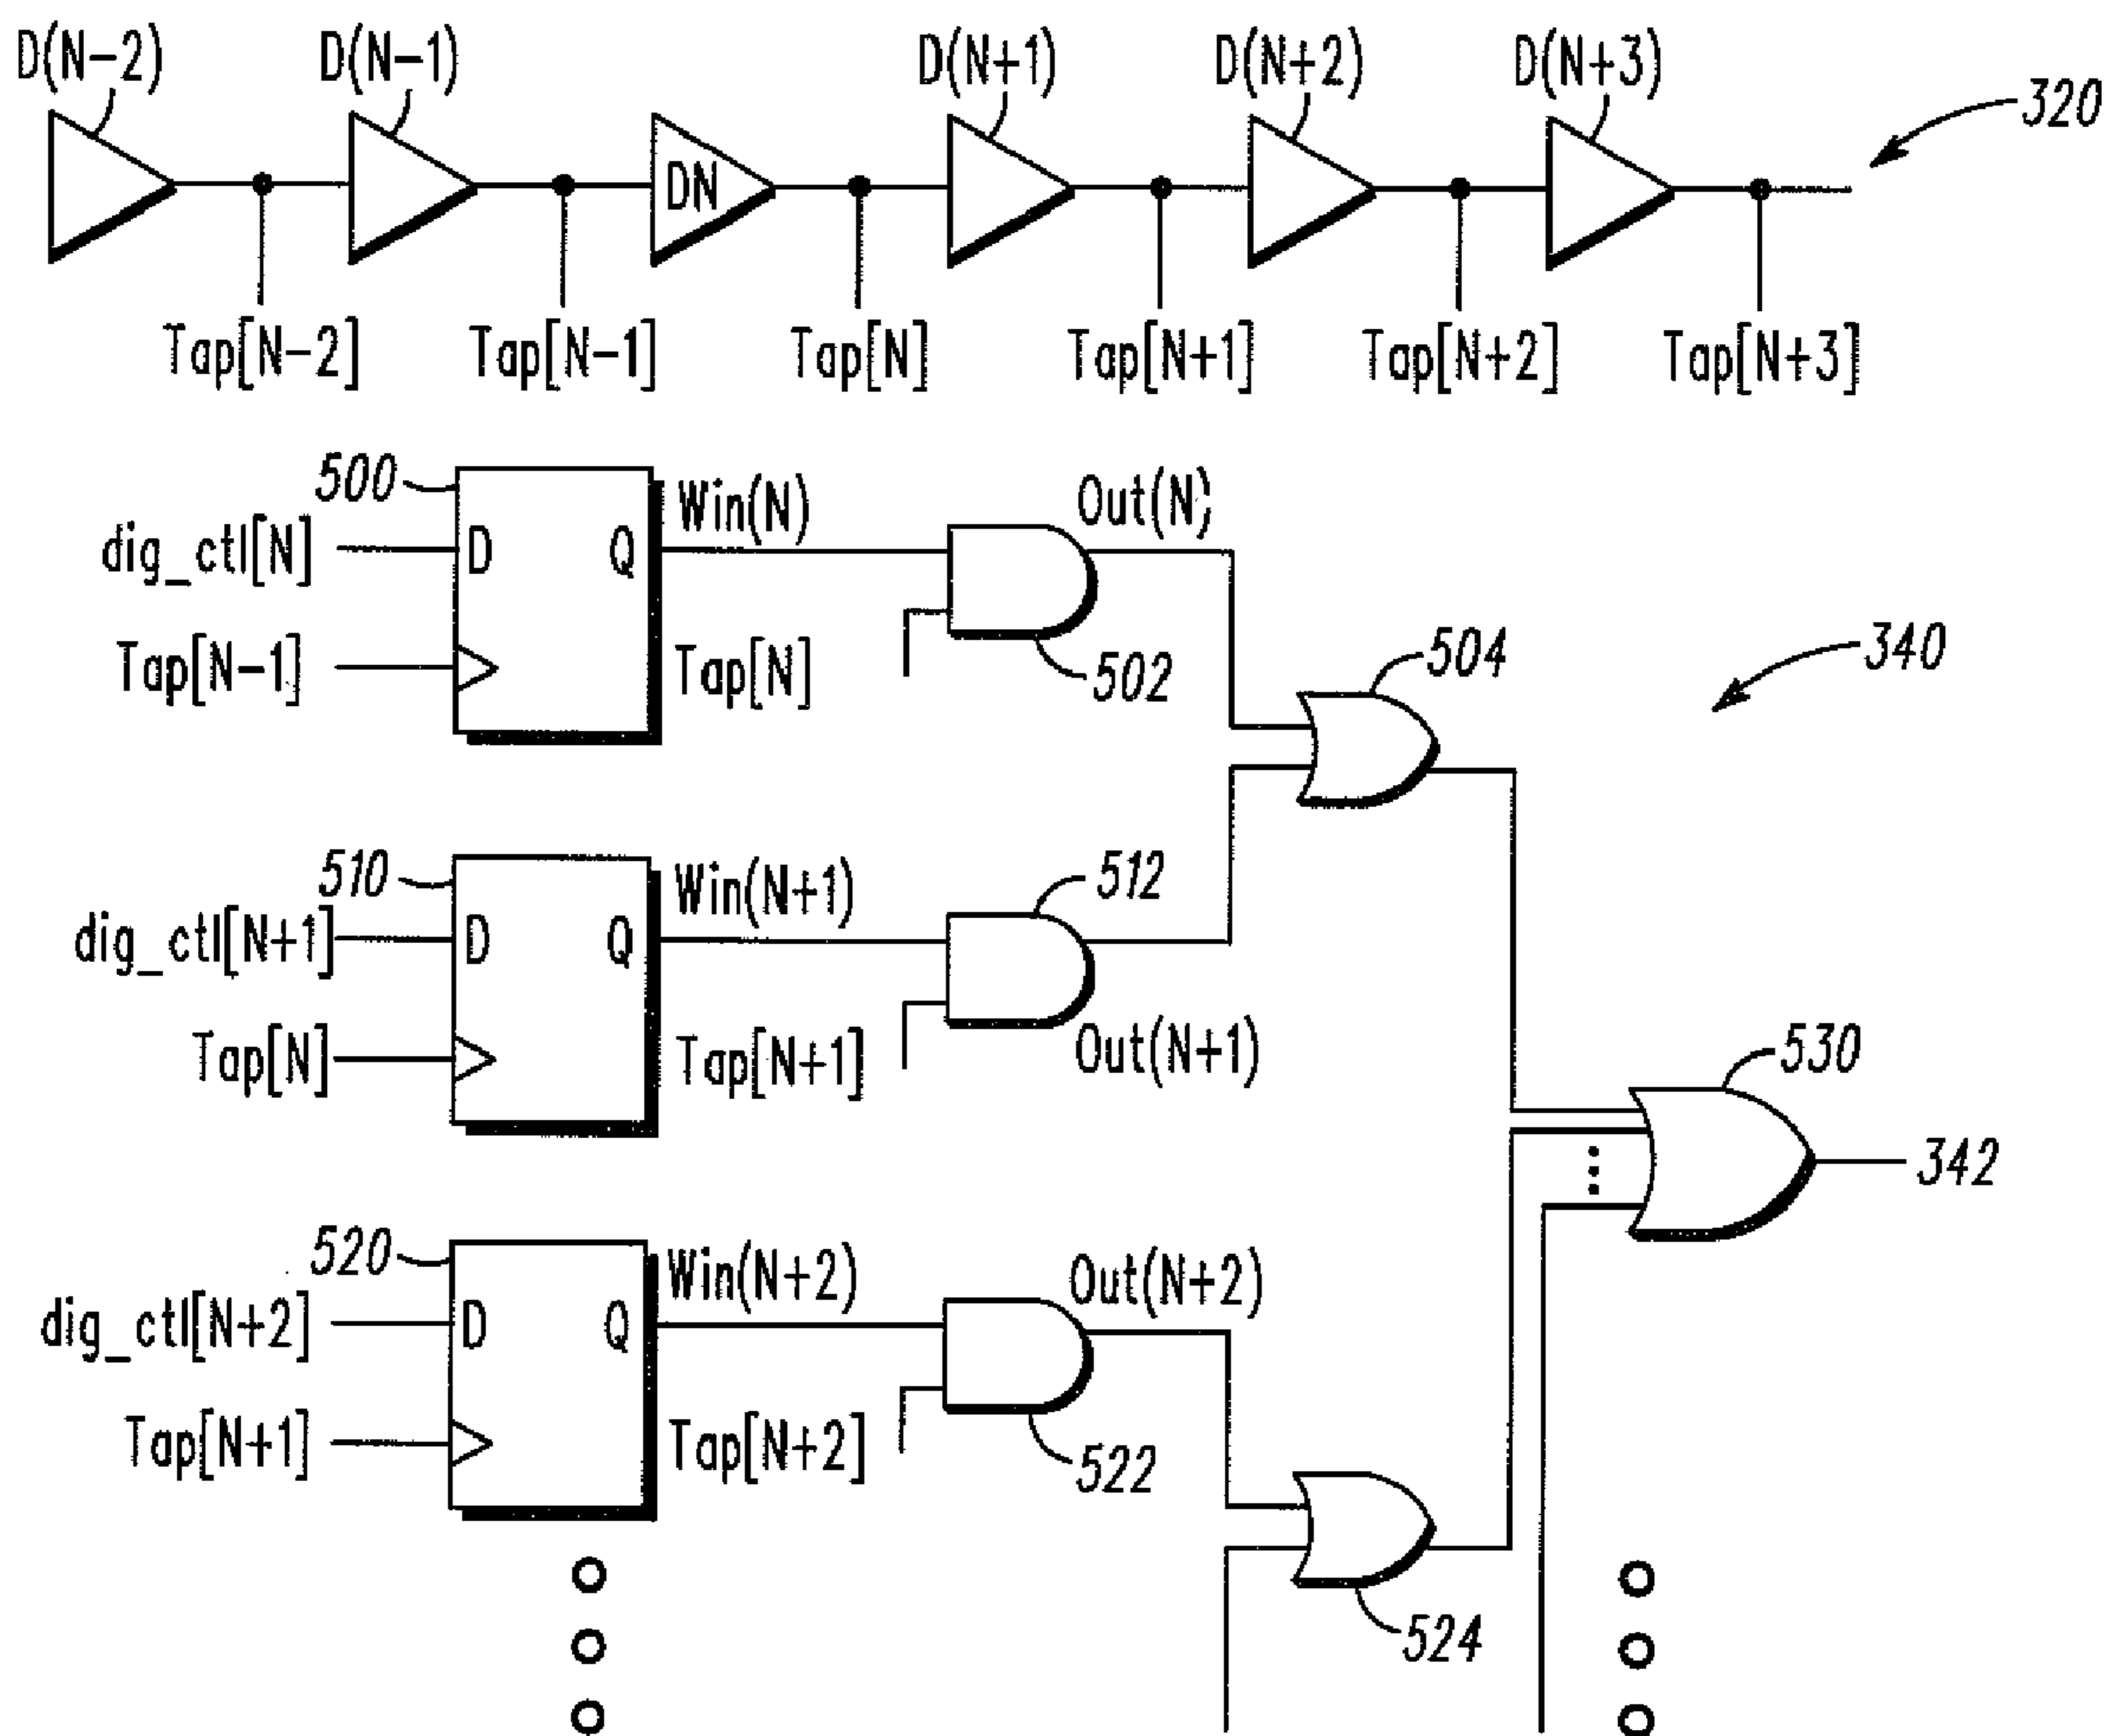 D(N-2)
D(N-1)
D(N+1)
D(N+2)
D(N+3)
320
DN
Tap[N-2]
Tap[N-1]
Tap[N]
Tap[N+1]
Tap[N+2]
Tap[N+3]
500
dig_ctl[N]
D
Q
Tap[N-1]
Win(N)
Tap[N]
Out(N)
502
504
340
510
dig_ctl[N+1]
D
Q
Tap[N]
Win(N+1)
Tap[N+1]
512
Out(N+1)
530
342
520
dig_ctl[N+2]
D
Q
Tap[N+1]
Win(N+2)
Tap[N+2]
Out(N+2)
522
524